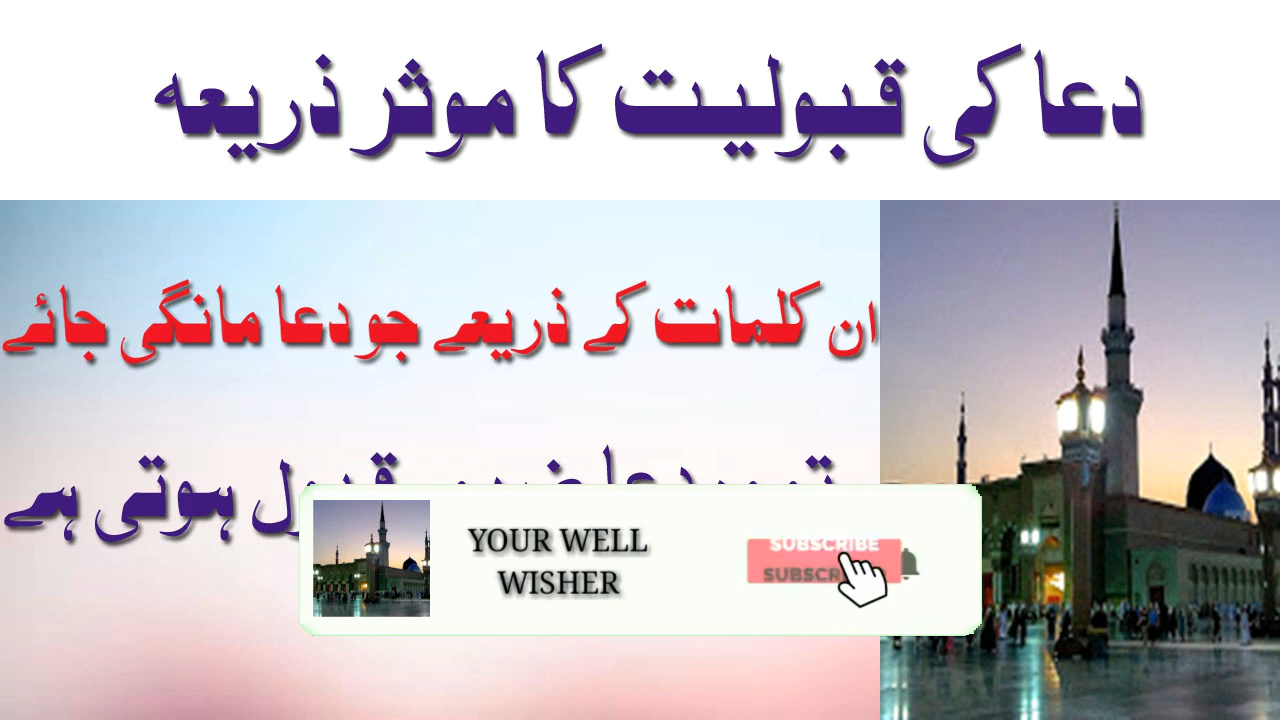 دعا کی قبولیت کا موثر ذریعہ
ان کلمات کے ذریعے جو دعا مانگی جائے
قبول ہوتی ہے
YOUR WELL
WISHER
SUBSCRIBE